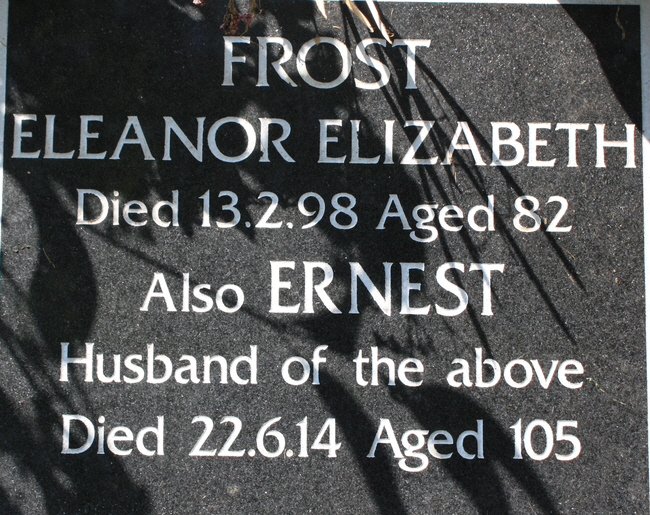 FROST
ELEANOR ELIZABETH
Died 13.2.98 Aged 82
Also ERNEST
Husband of the above
Died 22.6.14 Aged 105